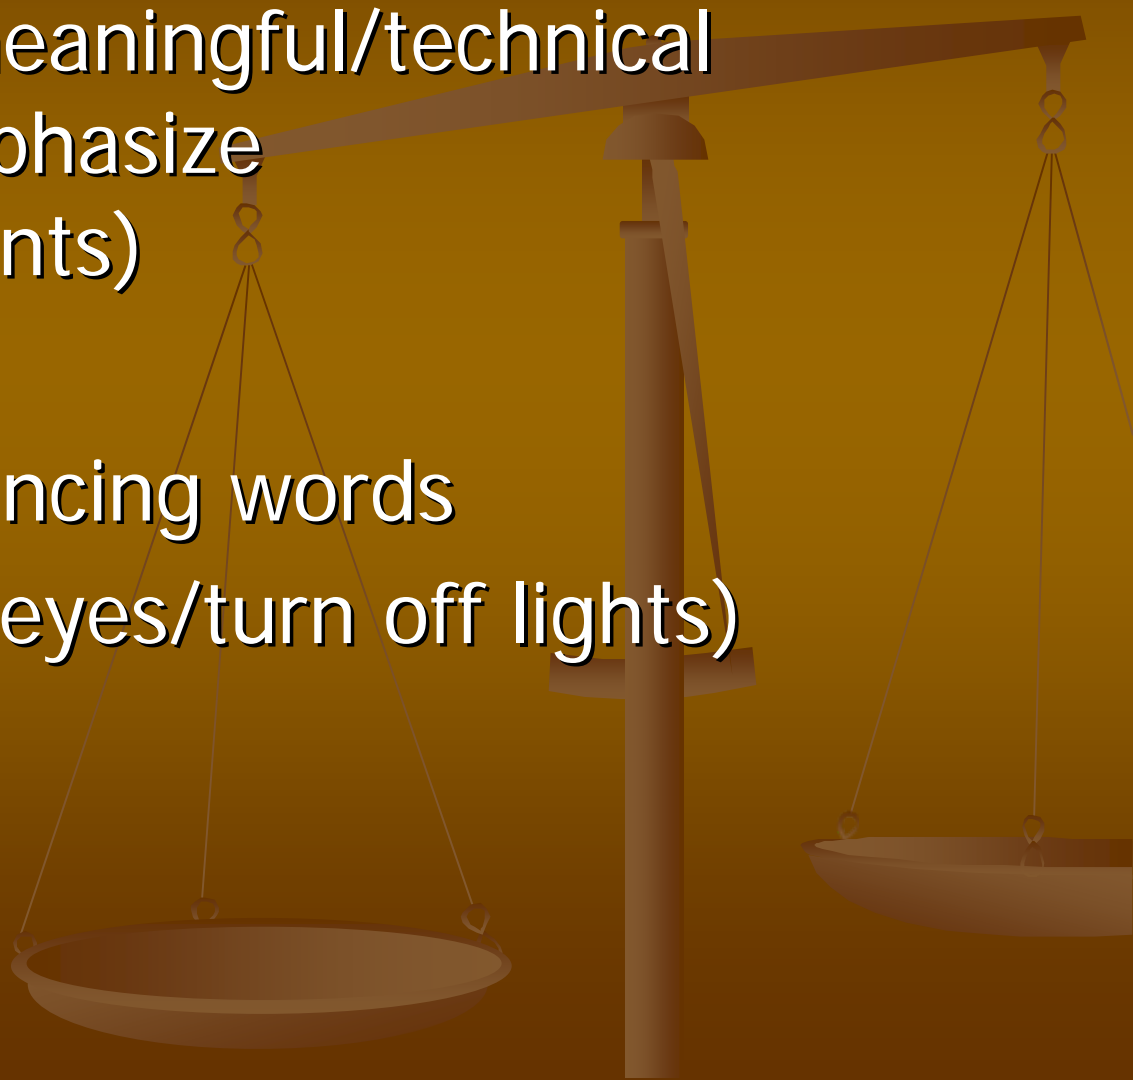 eaningful/technical
phasize
nts)
ncing words
eyes/turn off lights)